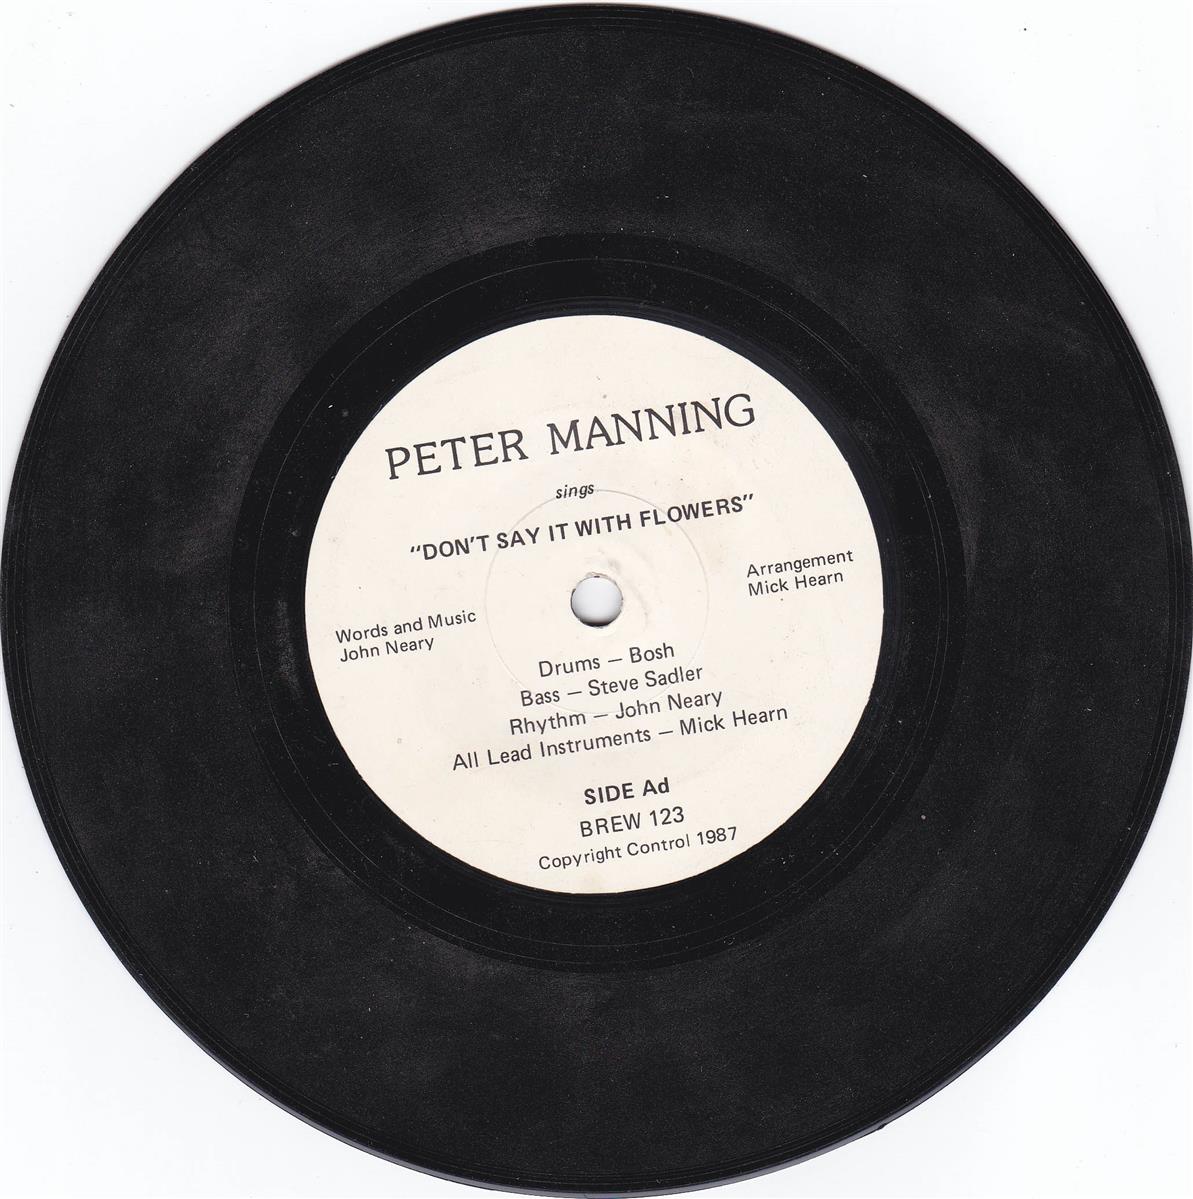 PETER MANNING
sings
"DON'T SAY IT WITH FLOWERS"
Arrangement
Mick Hearn
Words and Music
John Neary
Drums – Bosh
Bass – Steve Sadler
Rhythm – John Neary
All Lead Instruments – Mick Hearn
SIDE Ad
BREW 123
Copyright Control 1987